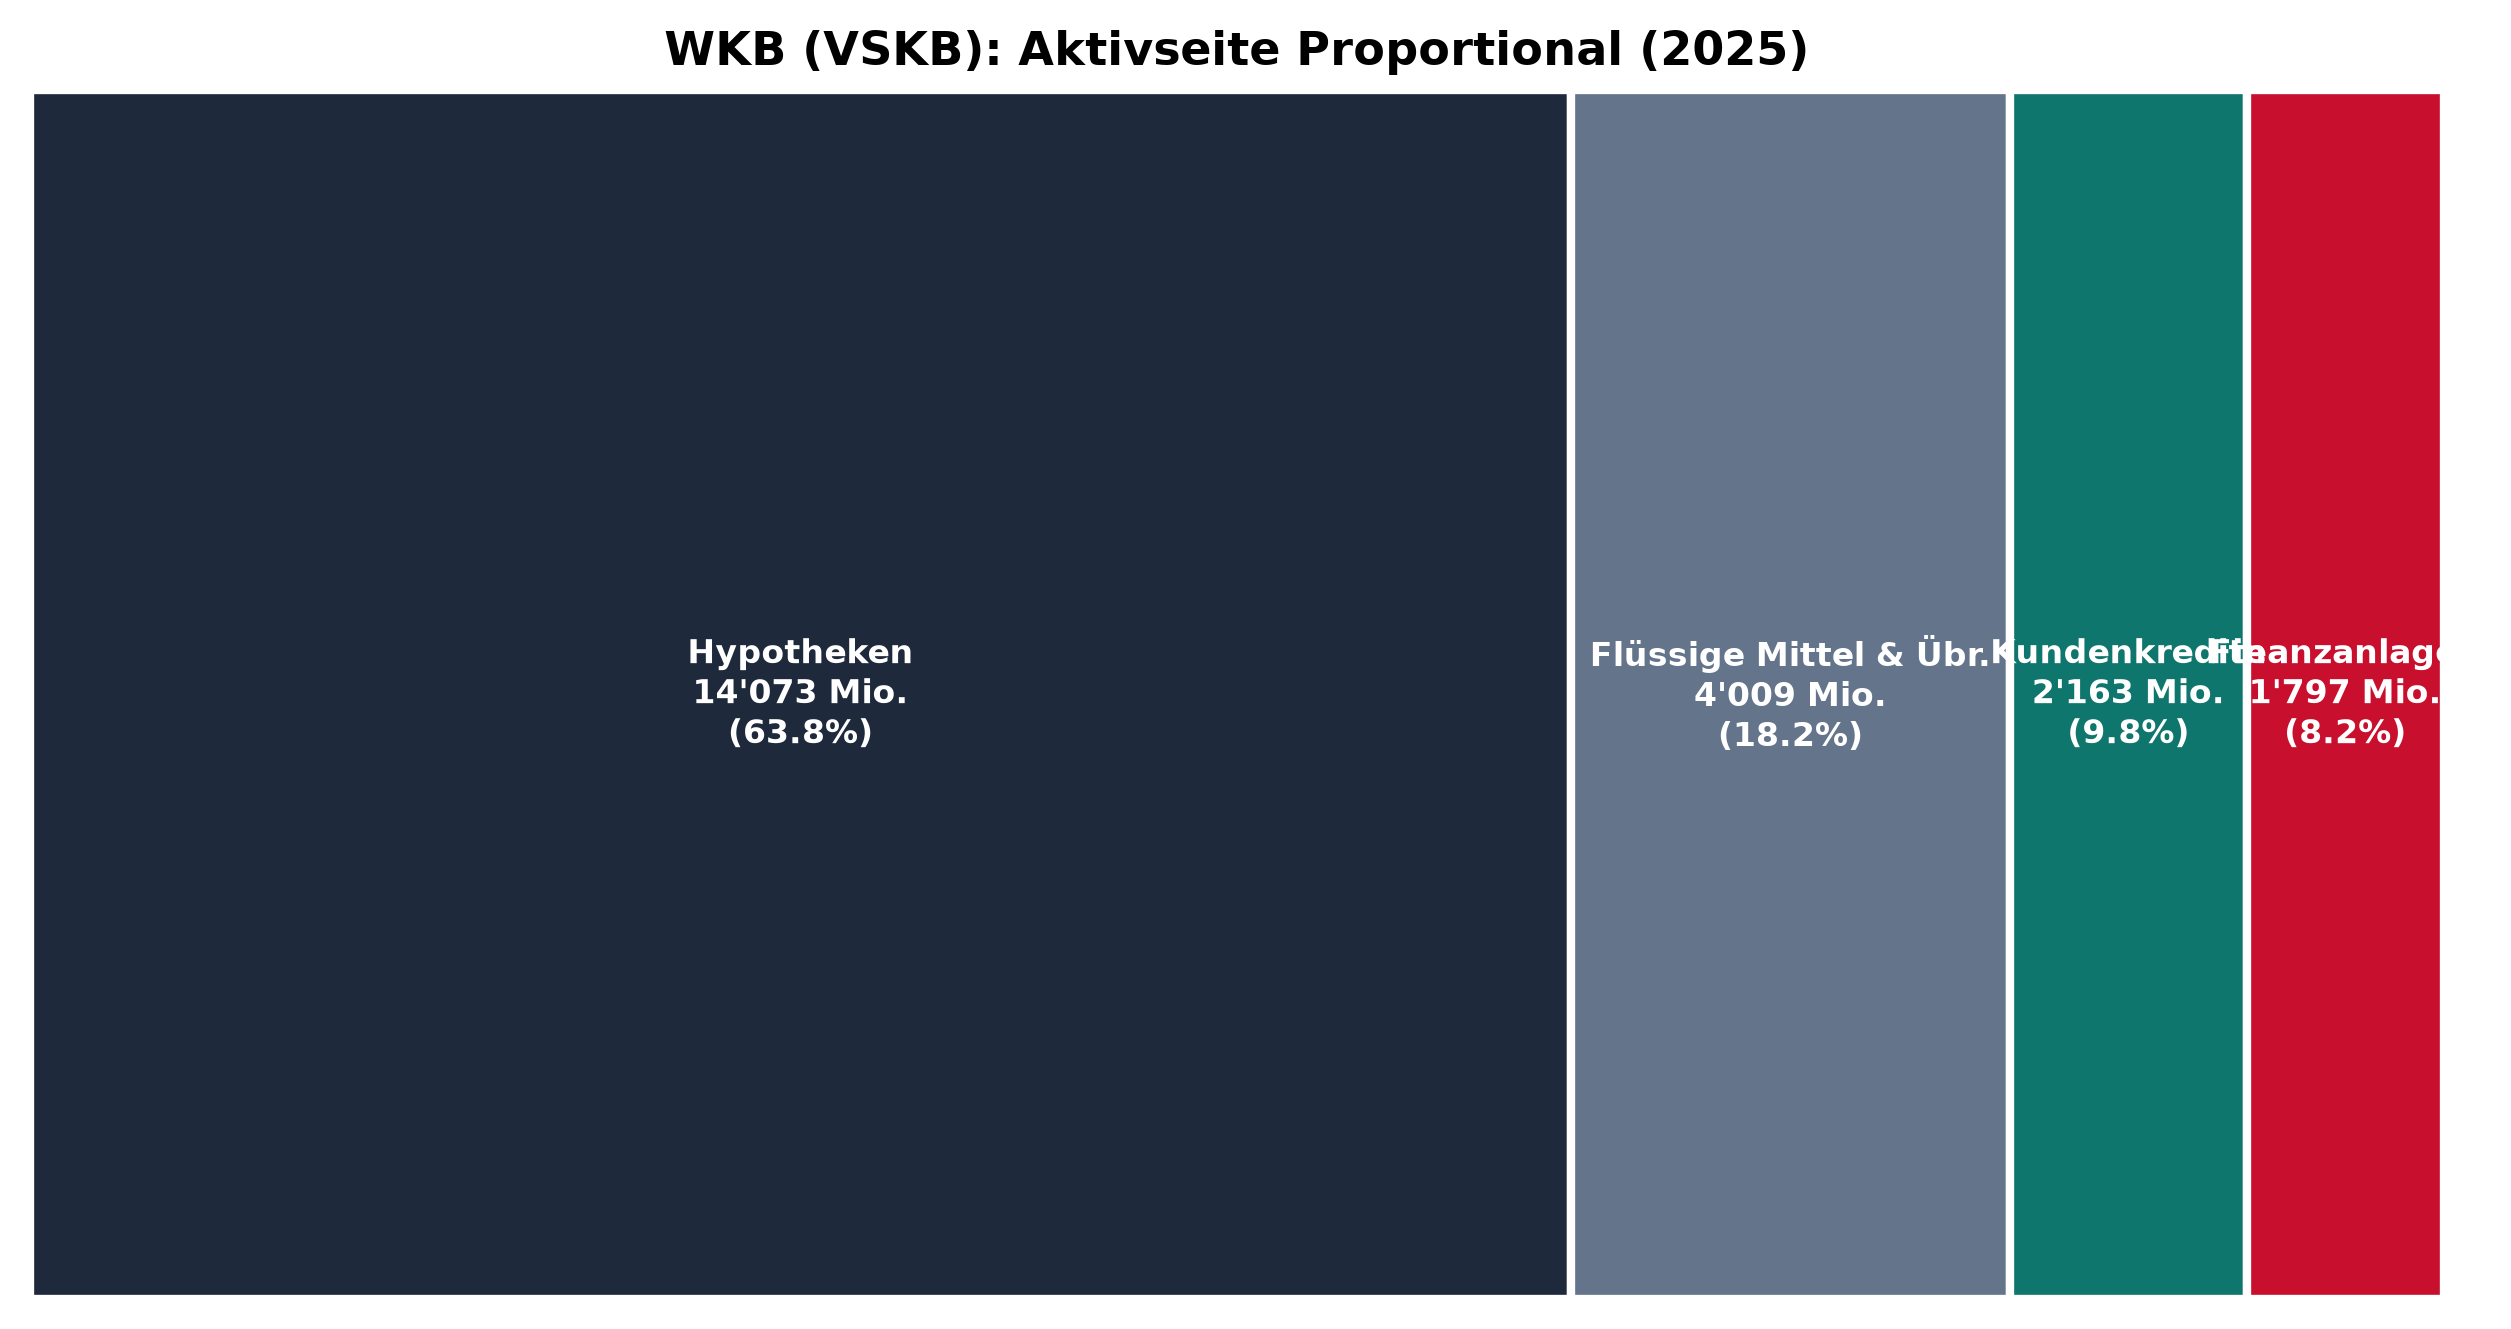 WKB (VSKB): Aktivseite Proportional (2025)
Hypotheken
14'073 Mio.
(63.8%)
Flüssige Mittel & Übr.
4'009 Mio.
(18.2%)
2'163 Mio.
(9.8%)
1'797 Mio.
(8.2%)